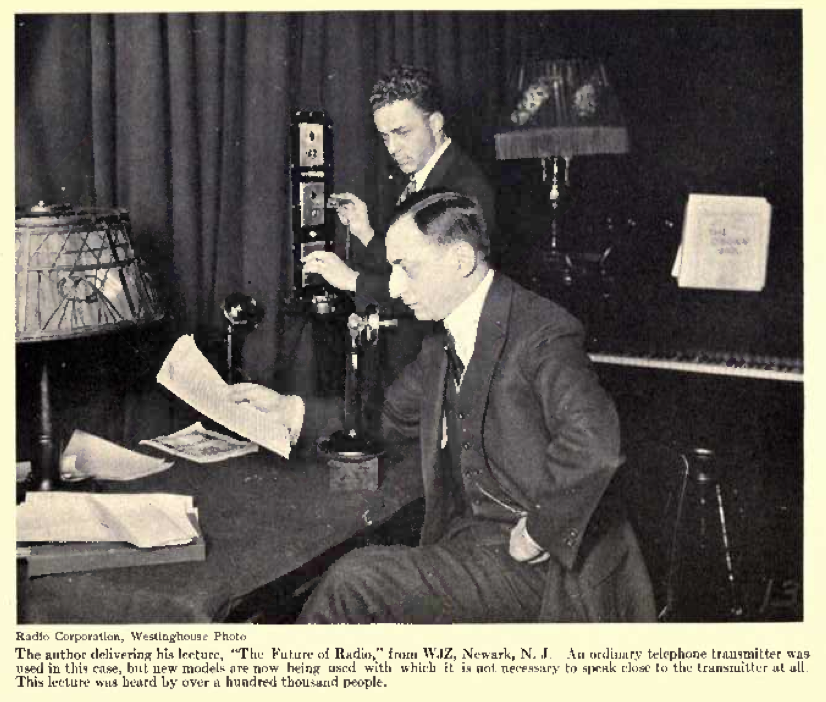 13
Radio Corporation, Westinghouse Photo
The author delivering his lecture, "The Future of Radio," from WJZ, Newark, N. J. An ordinary telephone transmitter was
used in this case, but new models are now being used with which it is not necessary to speak close to the transmitter at all.
This lecture was heard by over a hundred thousand people.